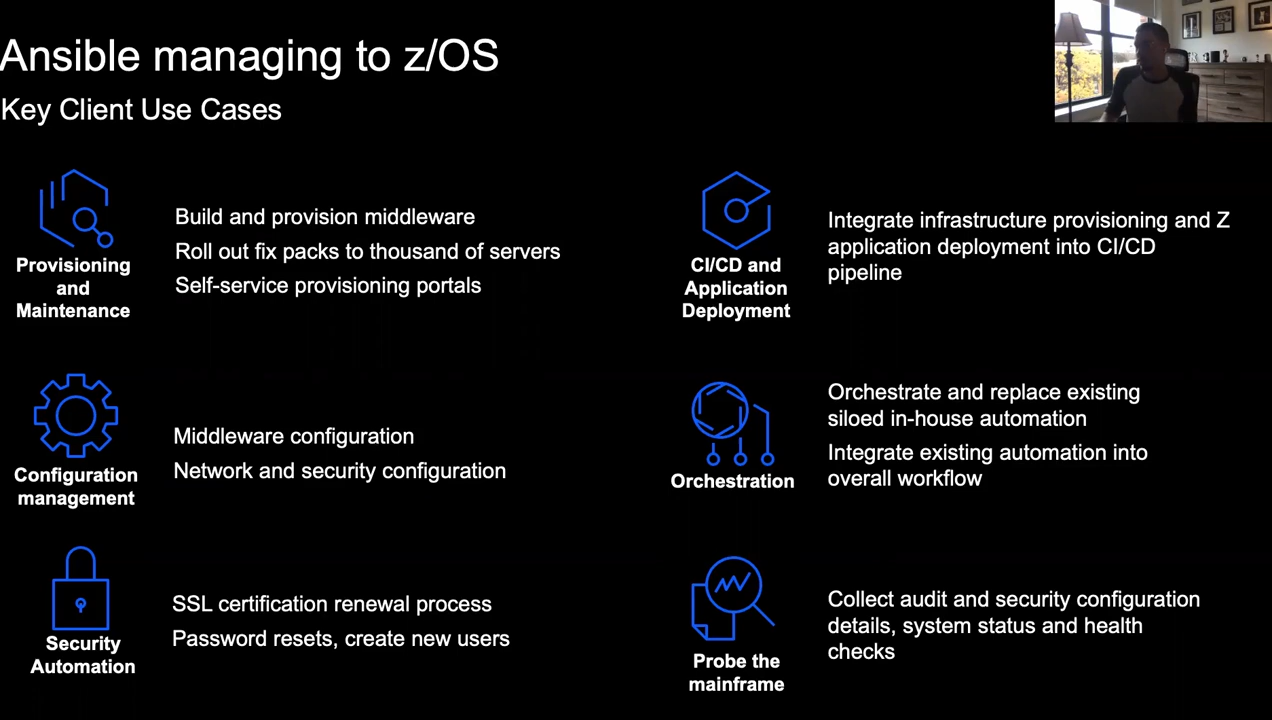 Ansible managing to z/OS
Key Client Use Cases
Provisioning
and
Maintenance
Build and provision middleware
Roll out fix packs to thousand of servers
Self-service provisioning portals
CI/CD and
Application
Deployment
Integrate infrastructure provisioning and Z
application deployment into CI/CD
pipeline
Configuration
management
Middleware configuration
Network and security configuration
Orchestration
Orchestrate and replace existing
siloed in-house automation
Integrate existing automation into
overall workflow
Security
Automation
SSL certification renewal process
Password resets, create new users
Probe the
mainframe
Collect audit and security configuration
details, system status and health
checks